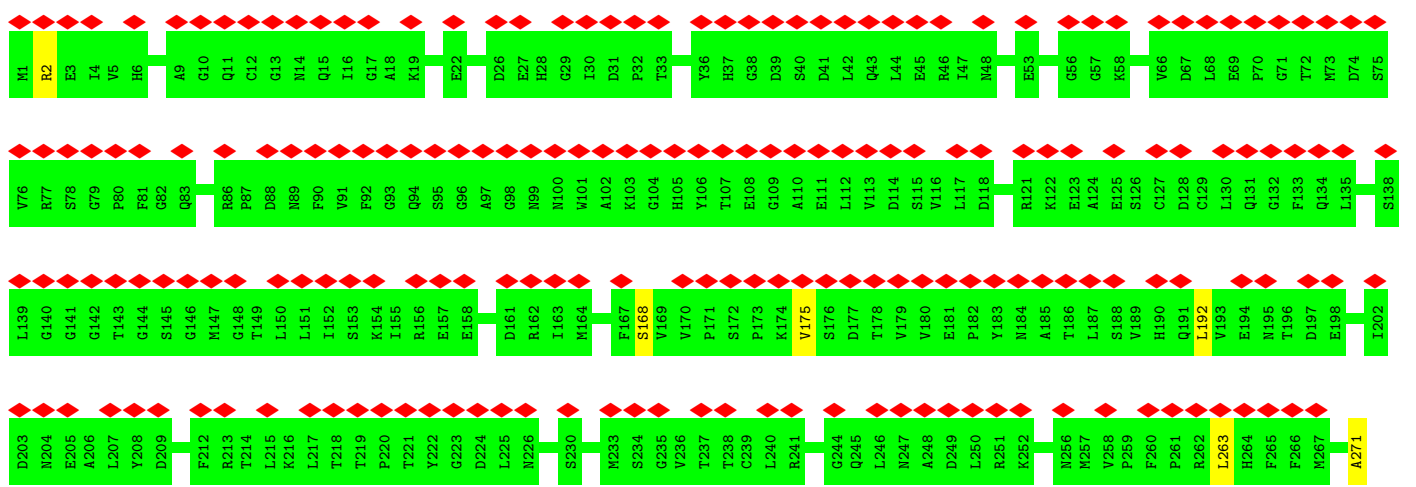 M1 R2 E3 I4 V5 H6 A9 G10 Q11 C12 G13 N14 Q15 I16 G17 A18 K19 E22 D26 E27 H28 G29 I30 D31 P32 T33 Y36 H37 G38 D39 S40 D41 L42 Q43 L44 E45 R46 I47 N48 E53 G56 G57 K58 V66 D67 L68 E69 P70 G71 T72 M73 D74 S75
V76 R77 S78 G79 P80 F81 G82 Q83 R86 P87 D88 N89 F90 V91 F92 G93 Q94 S95 G96 A97 G98 N99 N100 W101 A102 K103 G104 H105 Y106 T107 E108 G109 A110 E111 L112 V113 D114 S115 V116 L117 D118 R121 K122 E123 A124 E125 S126 C127 D128 C129 L130 Q131 G132 F133 Q134 L135 S138
L139 G140 G141 G142 T143 G144 S145 G146 M147 G148 T149 L150 L151 I152 S153 K154 I155 R156 E157 E158 D161 R162 I163 M164 F167 S168 V169 V170 P171 S172 P173 K174 V175 S176 D177 T178 V179 V180 E181 P182 Y183 N184 A185 T186 L187 S188 V189 H190 Q191 L192 V193 E194 N195 T196 D197 E198 I202
D203 N204 E205 A206 L207 Y208 D209 F212 R213 T214 L215 K216 L217 T218 T219 P220 T221 Y222 G223 D224 L225 N226 S230 M233 S234 G235 V236 T237 T238 C239 L240 R241 G244 Q245 L246 N247 A248 D249 L250 R251 K252 N256 M257 V258 P259 F260 P261 R262 L263 H264 F265 F266 M267 A271